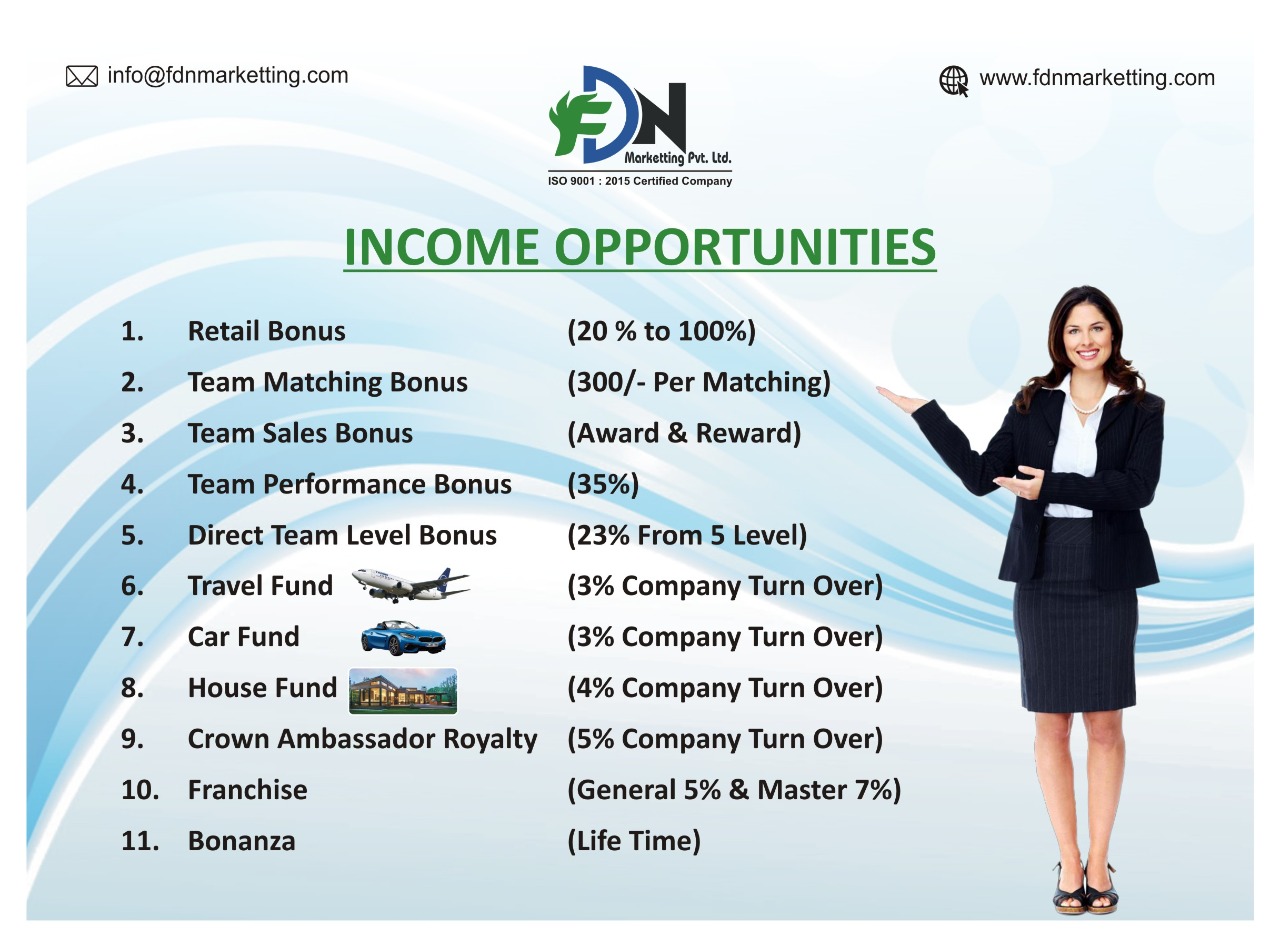 info@fdnmarketting.com
www.fdnmarketting.com
FDN
Marketting Pvt. Ltd.
ISO 9001 : 2015 Certified Company
INCOME OPPORTUNITIES
1. Retail Bonus (20 % to 100%)
2. Team Matching Bonus (300/- Per Matching)
3. Team Sales Bonus (Award & Reward)
4. Team Performance Bonus (35%)
5. Direct Team Level Bonus (23% From 5 Level)
6. Travel Fund (3% Company Turn Over)
7. Car Fund (3% Company Turn Over)
8. House Fund (4% Company Turn Over)
9. Crown Ambassador Royalty (5% Company Turn Over)
10. Franchise (General 5% & Master 7%)
11. Bonanza (Life Time)